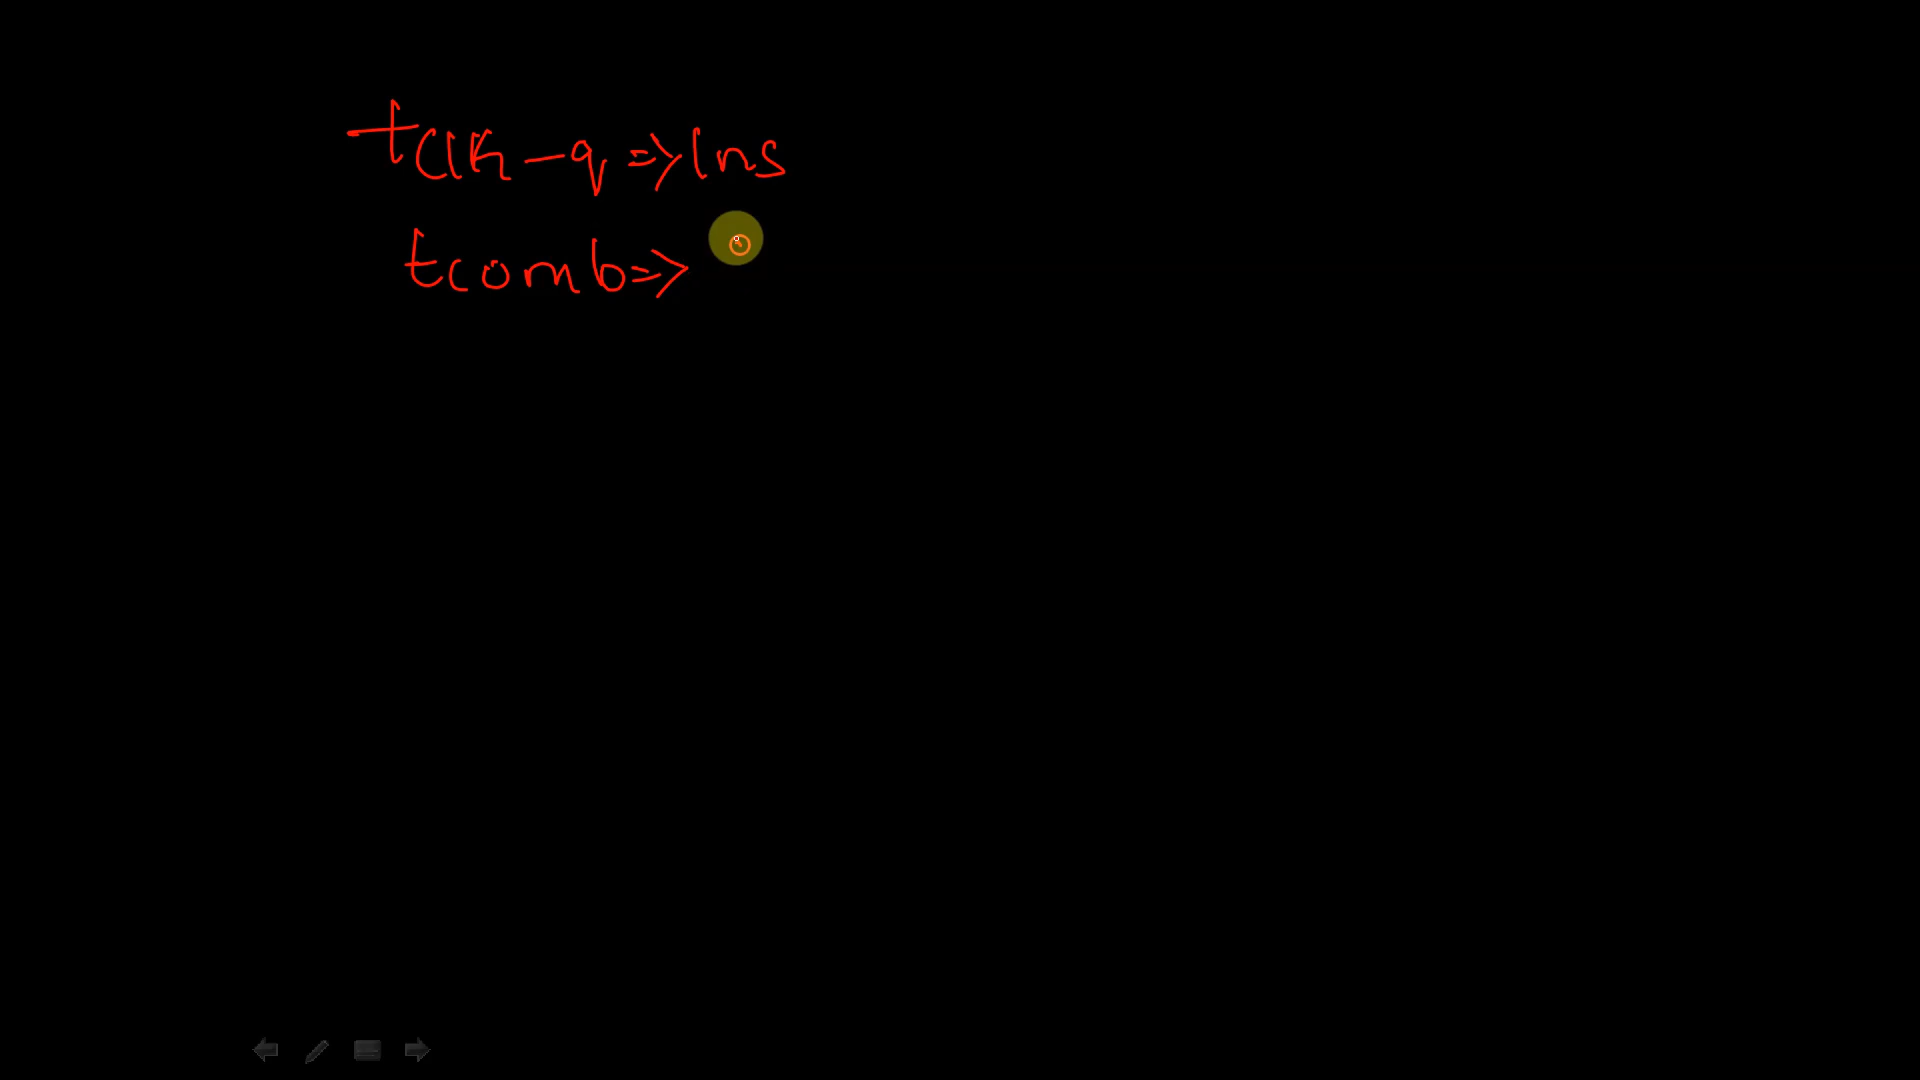 tclk-q => 1ns
tcomb =>